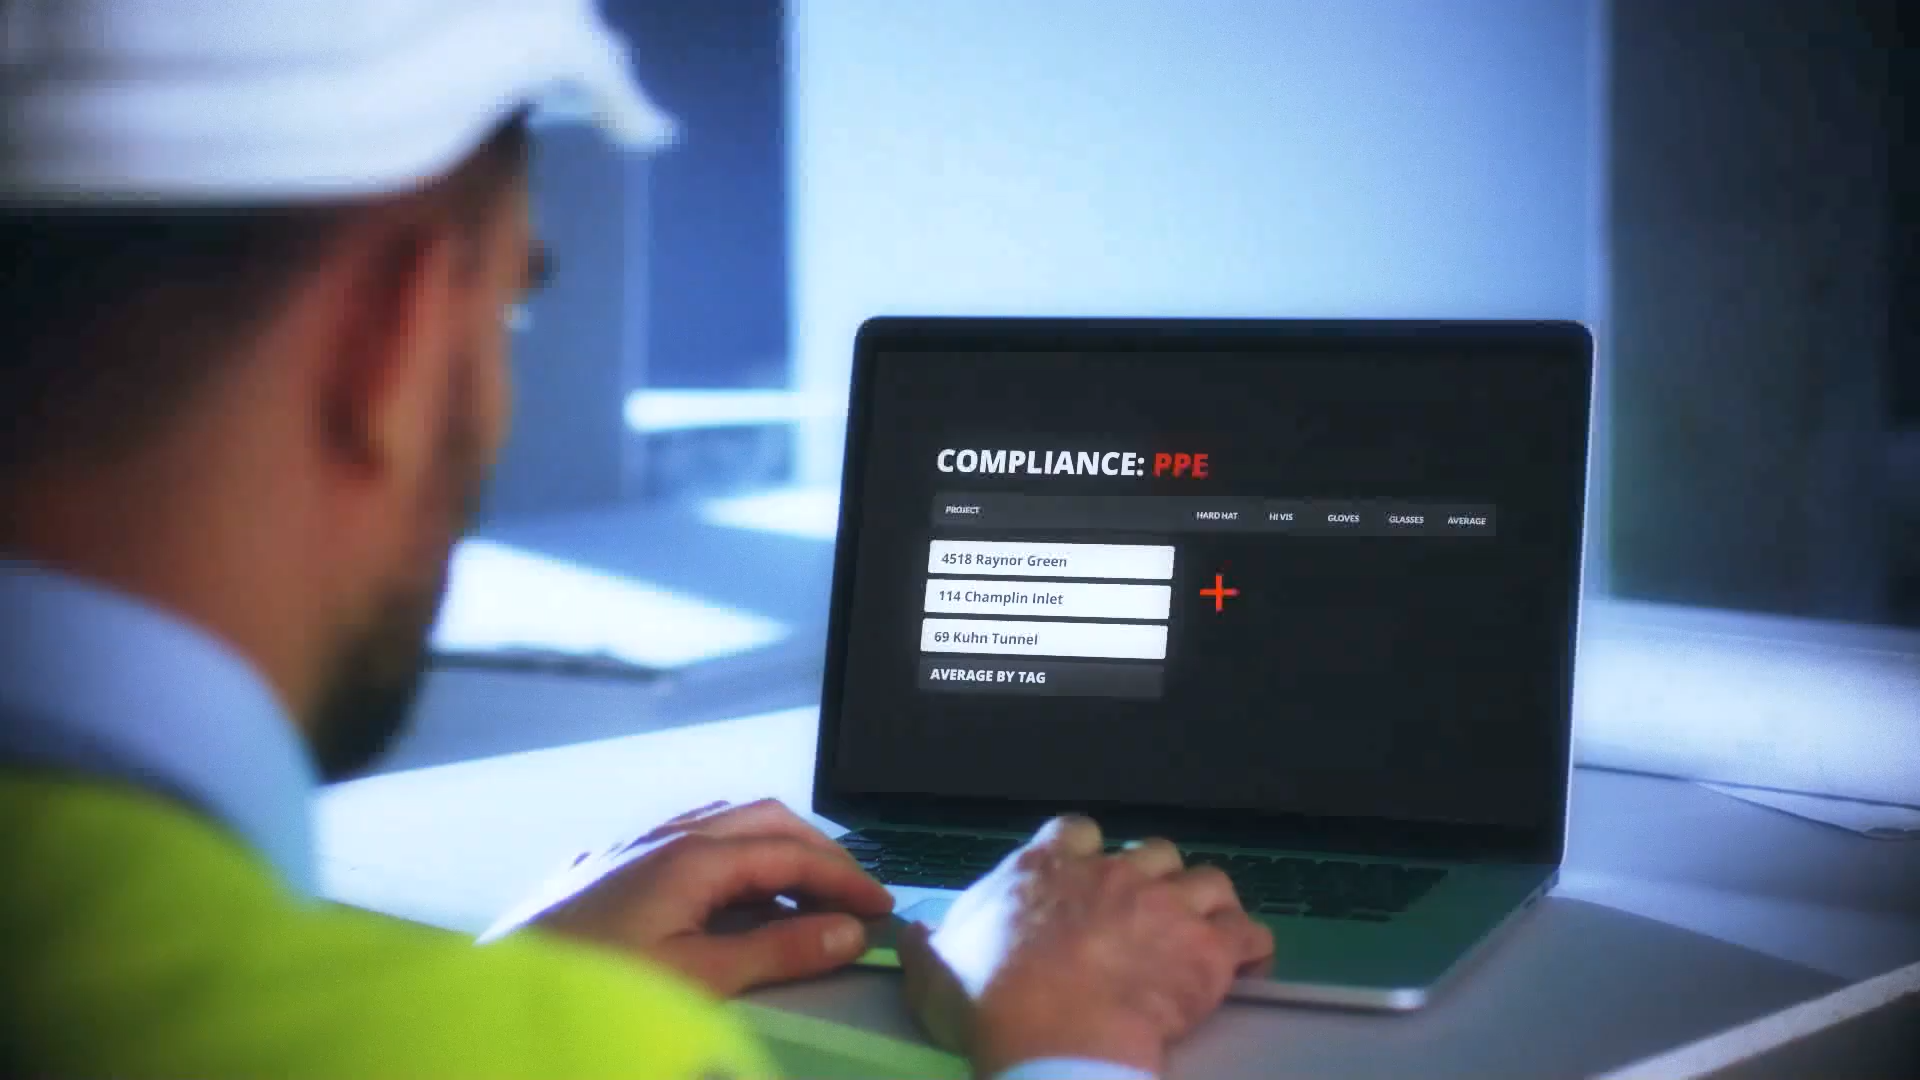 COMPLIANCE: PPE
PROJECT HARD HAT HI VIS GLOVES GLASSES AVERAGE
4518 Raynor Green
114 Champlin Inlet
69 Kuhn Tunnel
AVERAGE BY TAG